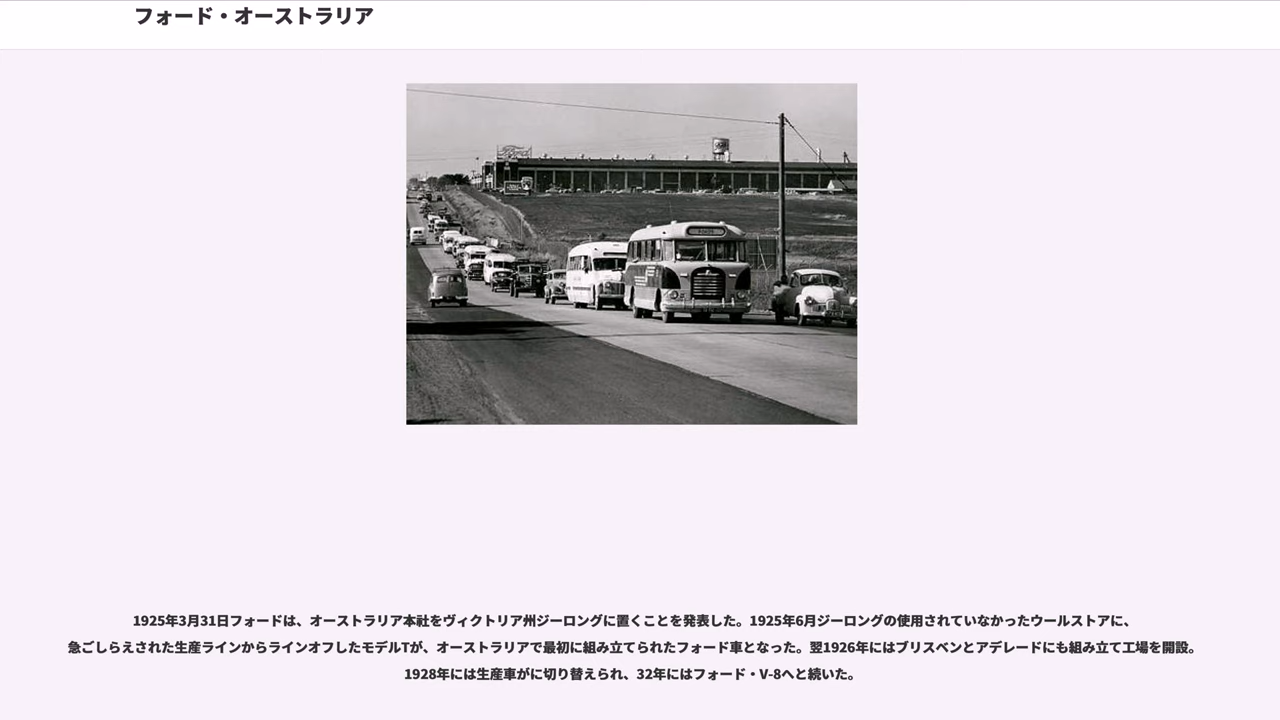 フォード・オーストラリア
1925年3月31日フォードは、オーストラリア本社をヴィクトリア州ジーロングに置くことを発表した。1925年6月ジーロングの使用されていなかったウールストアに、
急ごしらえされた生産ラインからラインオフしたモデルTが、オーストラリアで最初に組み立てられたフォード車となった。翌1926年にはブリスベンとアデレードにも組み立て工場を開設。
1928年には生産車がに切り替えられ、32年にはフォード・V-8へと続いた。